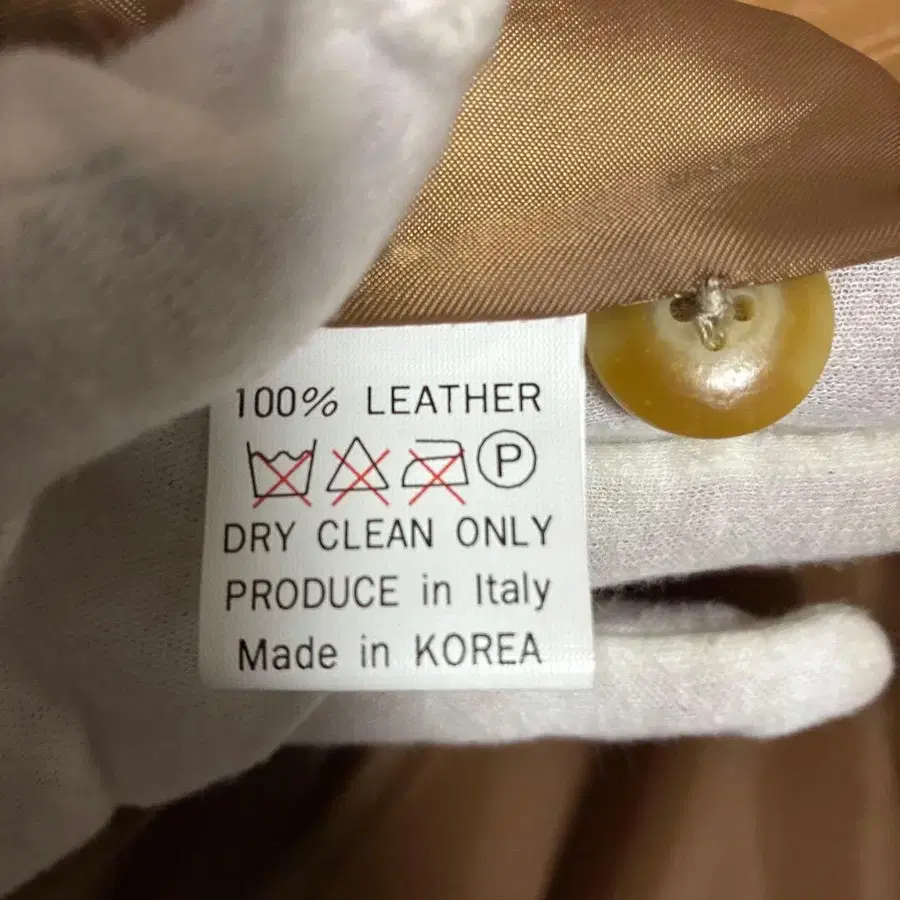 100% LEATHER
P
DRY CLEAN ONLY
PRODUCE in Italy
Made in KOREA